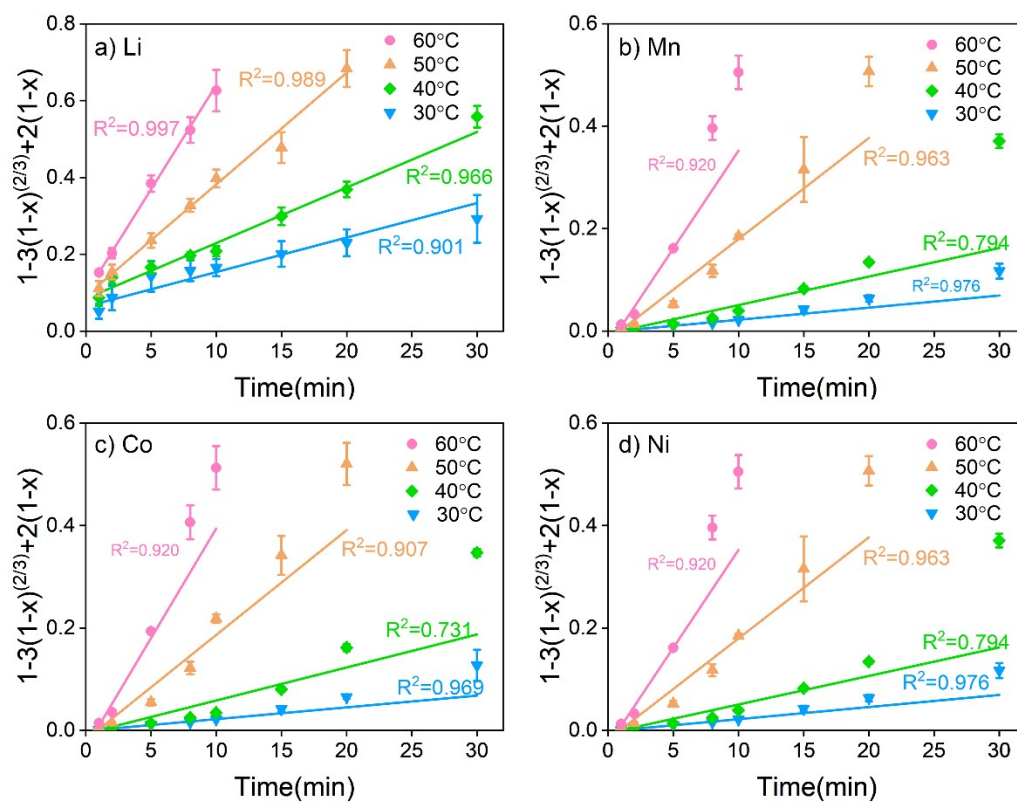 a) Li
60°C
50°C
40°C
30°C
R²=0.997
R²=0.989
R²=0.966
R²=0.901
1-3(1-x)^(2/3)+2(1-x)
0.8
0.6
0.4
0.2
0.0
0 5 10 15 20 25 30
Time(min)
b) Mn
60°C
50°C
40°C
30°C
R²=0.920
R²=0.963
R²=0.794
R²=0.976
1-3(1-x)^(2/3)+2(1-x)
0.6
0.4
0.2
0.0
0 5 10 15 20 25 30
Time(min)
c) Co
60°C
50°C
40°C
30°C
R²=0.920
R²=0.907
R²=0.731
R²=0.969
1-3(1-x)^(2/3)+2(1-x)
0.6
0.4
0.2
0.0
0 5 10 15 20 25 30
Time(min)
d) Ni
60°C
50°C
40°C
30°C
R²=0.920
R²=0.963
R²=0.794
R²=0.976
1-3(1-x)^(2/3)+2(1-x)
0.6
0.4
0.2
0.0
0 5 10 15 20 25 30
Time(min)